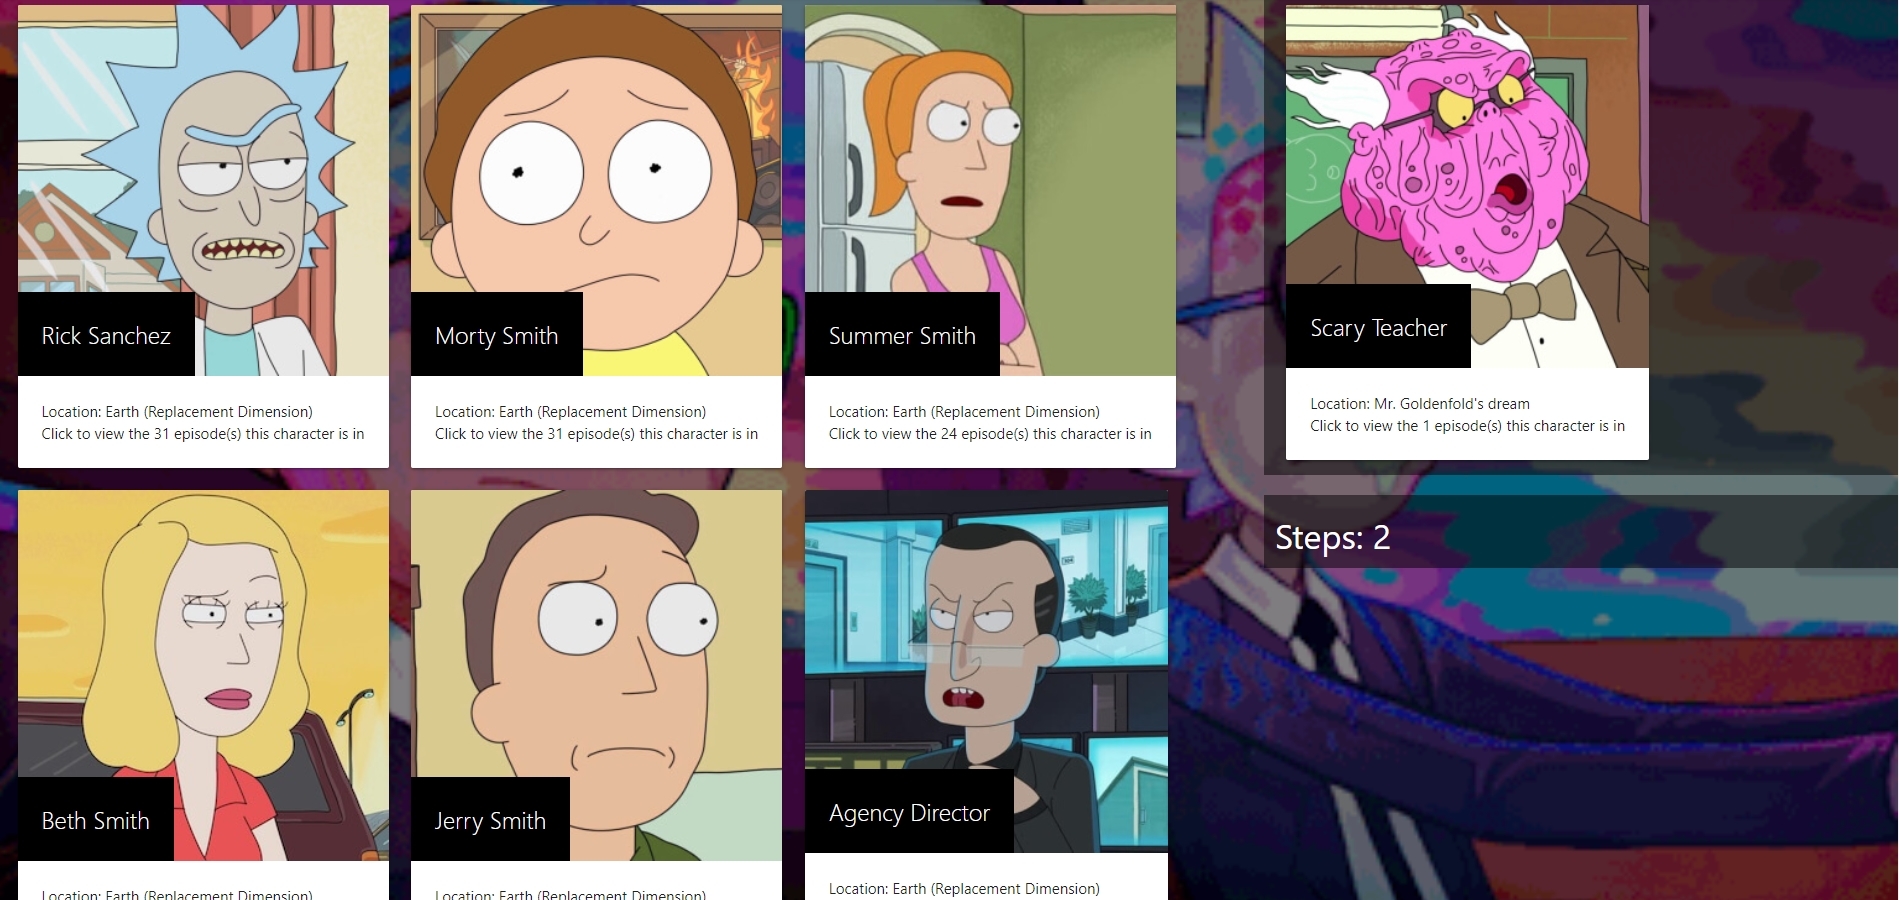 Rick Sanchez
Location: Earth (Replacement Dimension)
Click to view the 31 episode(s) this character is in
Morty Smith
Location: Earth (Replacement Dimension)
Click to view the 31 episode(s) this character is in
Summer Smith
Location: Earth (Replacement Dimension)
Click to view the 24 episode(s) this character is in
Scary Teacher
Location: Mr. Goldenfold's dream
Click to view the 1 episode(s) this character is in
Steps: 2
Beth Smith
Location: Earth (Replacement Dimension)
Jerry Smith
Location: Earth (Replacement Dimension)
Agency Director
Location: Earth (Replacement Dimension)